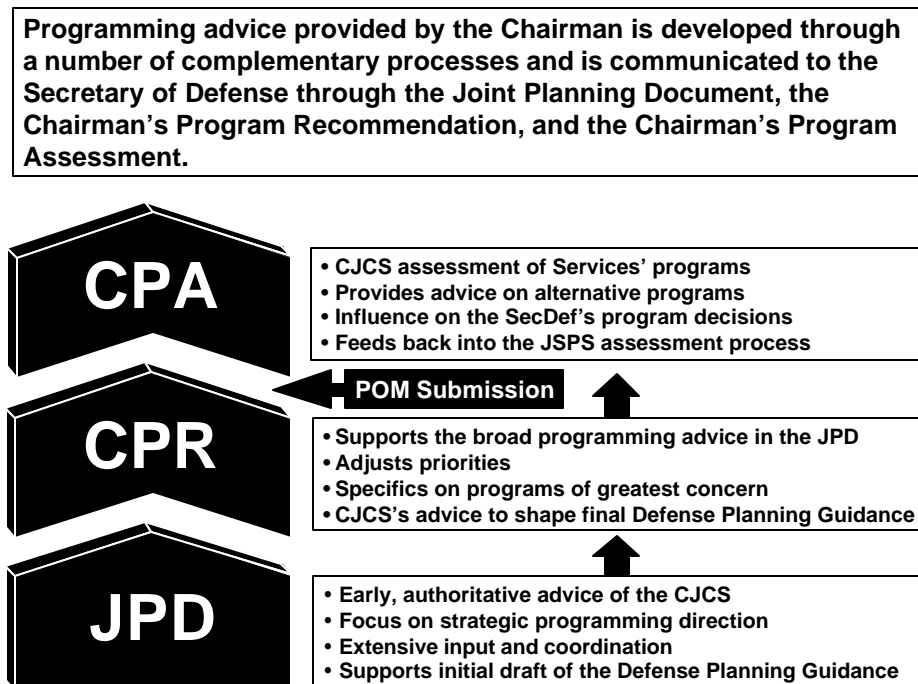 Programming advice provided by the Chairman is developed through
a number of complementary processes and is communicated to the
Secretary of Defense through the Joint Planning Document, the
Chairman's Program Recommendation, and the Chairman's Program
Assessment.
CPA
• CJCS assessment of Services' programs
• Provides advice on alternative programs
• Influence on the SecDef's program decisions
• Feeds back into the JSPS assessment process
POM Submission
CPR
• Supports the broad programming advice in the JPD
• Adjusts priorities
• Specifics on programs of greatest concern
• CJCS's advice to shape final Defense Planning Guidance
JPD
• Early, authoritative advice of the CJCS
• Focus on strategic programming direction
• Extensive input and coordination
• Supports initial draft of the Defense Planning Guidance